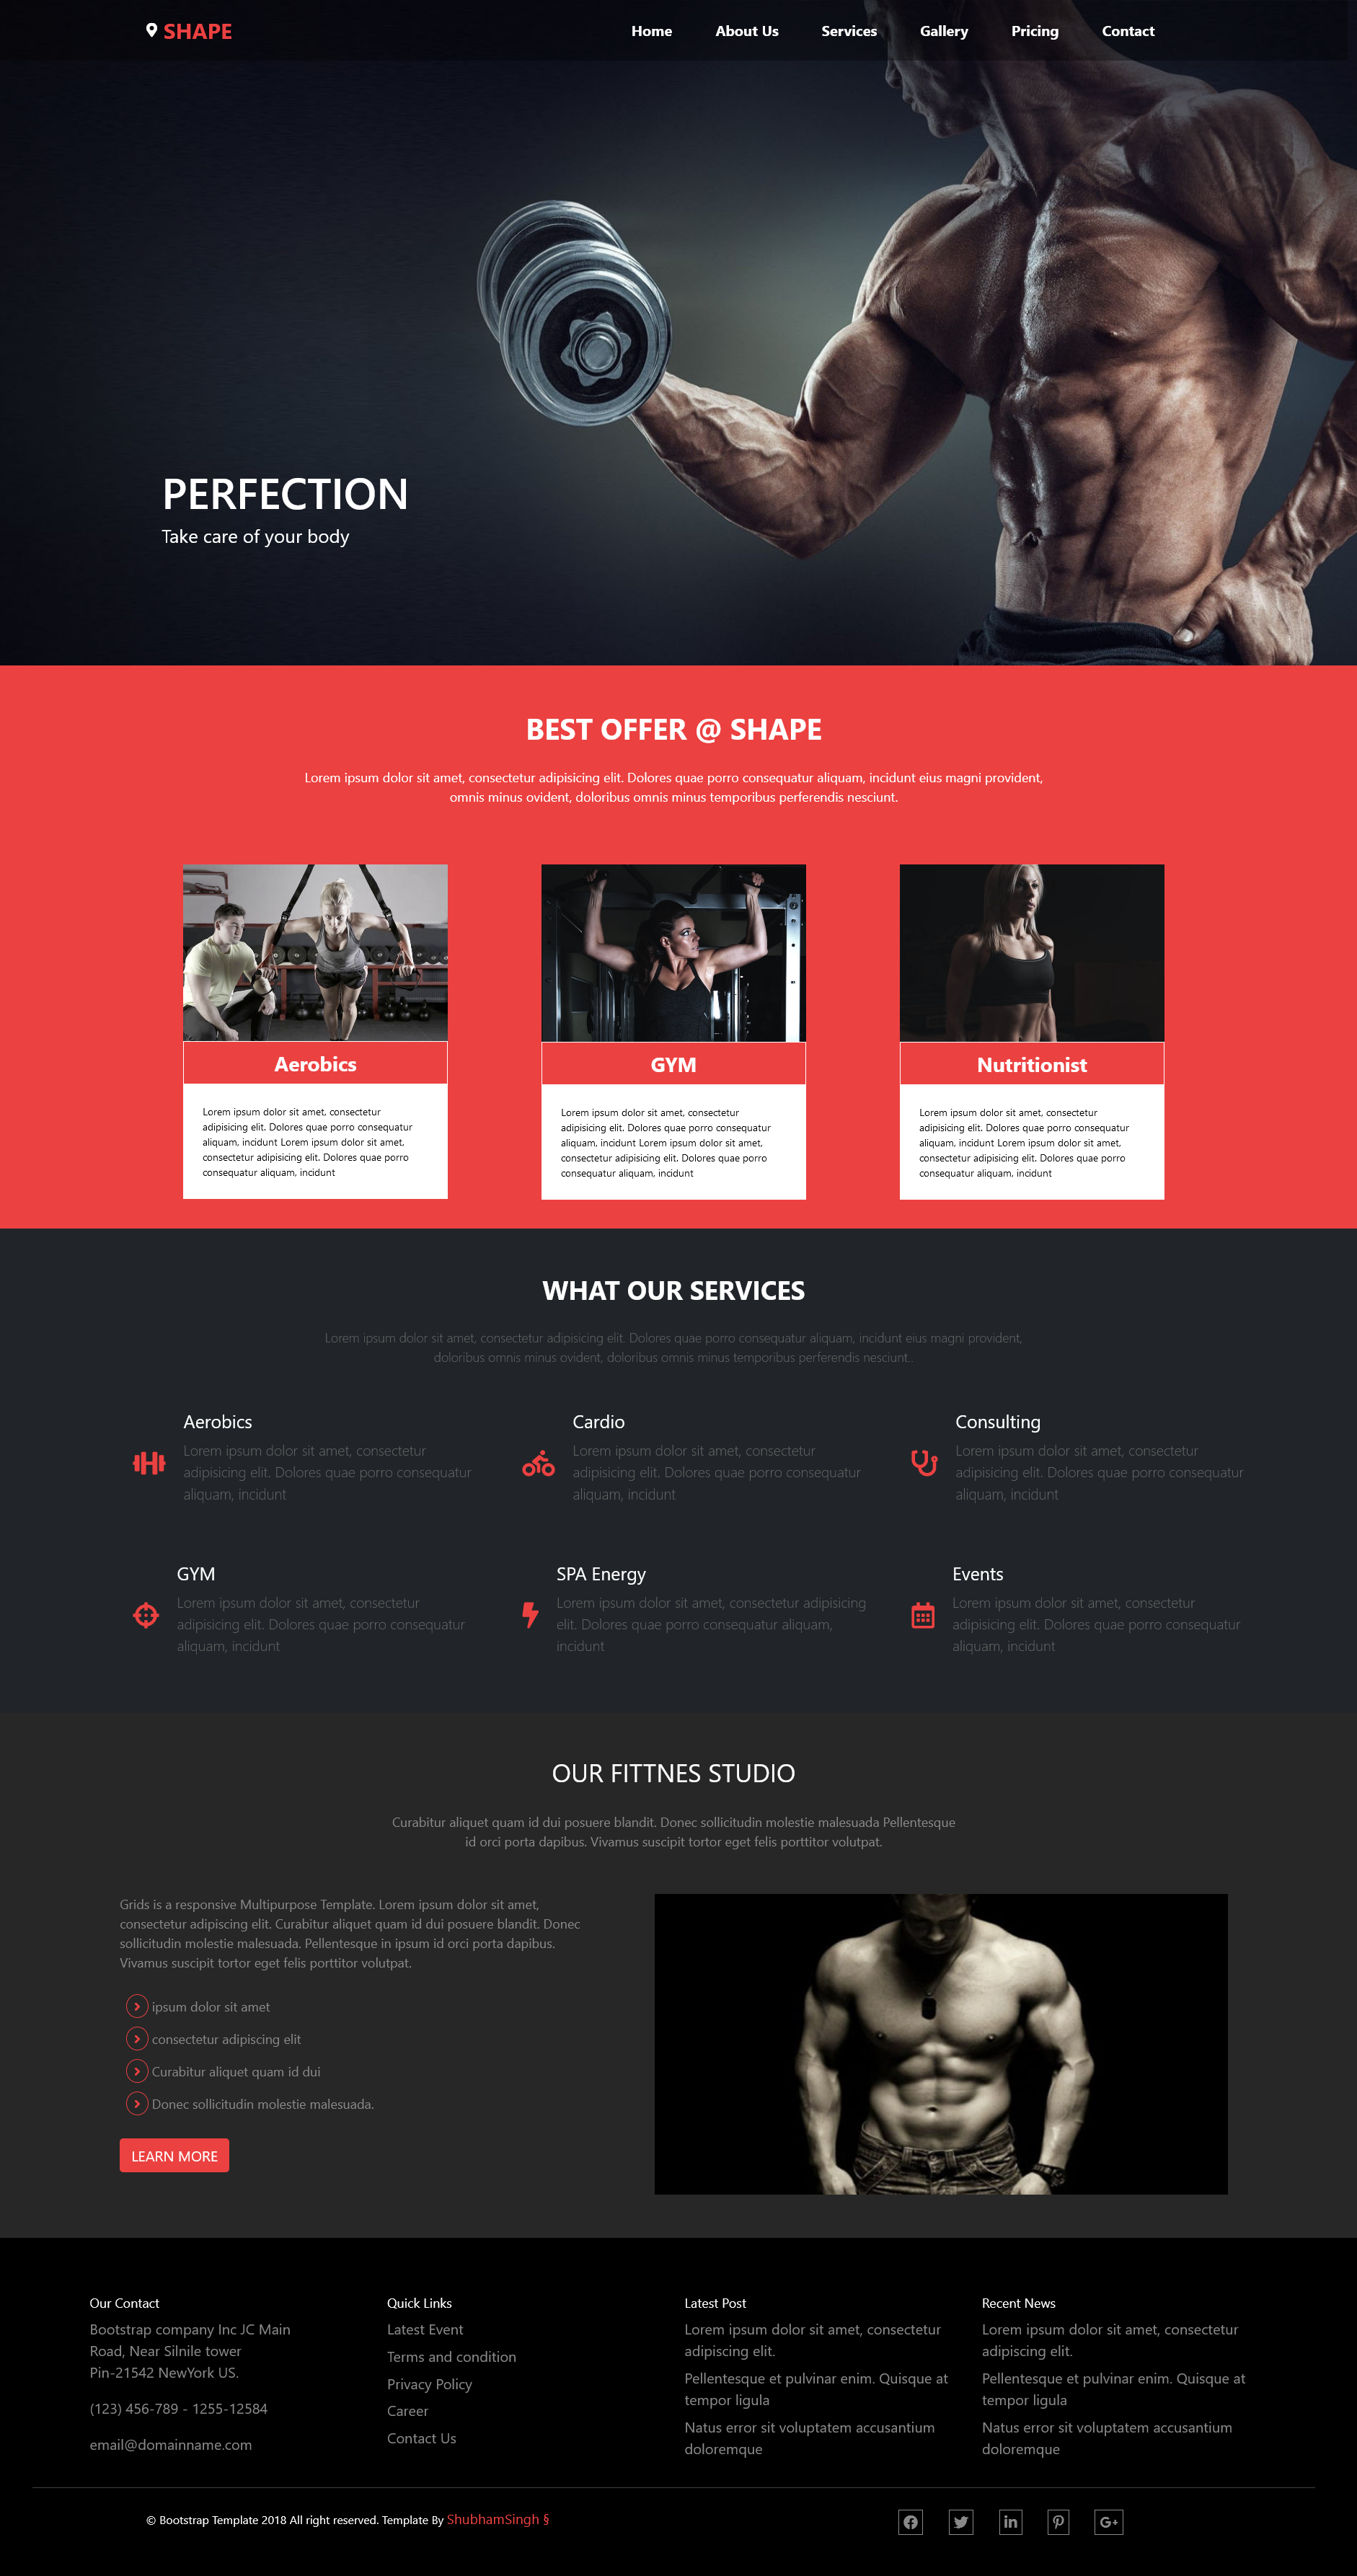 SHAPE
Home
About Us
Services
Gallery
Pricing
Contact
PERFECTION
Take care of your body
BEST OFFER @ SHAPE
Lorem ipsum dolor sit amet, consectetur adipisicing elit. Dolores quae porro consequatur aliquam, incidunt eius magni provident,
omnis minus ovident, doloribus omnis minus temporibus perferendis nesciunt.
Aerobics
Lorem ipsum dolor sit amet, consectetur
adipisicing elit. Dolores quae porro consequatur
aliquam, incidunt Lorem ipsum dolor sit amet,
consectetur adipisicing elit. Dolores quae porro
consequatur aliquam, incidunt
GYM
Lorem ipsum dolor sit amet, consectetur
adipisicing elit. Dolores quae porro consequatur
aliquam, incidunt Lorem ipsum dolor sit amet,
consectetur adipisicing elit. Dolores quae porro
consequatur aliquam, incidunt
Nutritionist
Lorem ipsum dolor sit amet, consectetur
adipisicing elit. Dolores quae porro consequatur
aliquam, incidunt Lorem ipsum dolor sit amet,
consectetur adipisicing elit. Dolores quae porro
consequatur aliquam, incidunt
WHAT OUR SERVICES
Lorem ipsum dolor sit amet, consectetur adipisicing elit. Dolores quae porro consequatur aliquam, incidunt eius magni provident,
doloribus omnis minus ovident, doloribus omnis minus temporibus perferendis nesciunt..
Aerobics
Lorem ipsum dolor sit amet, consectetur
adipisicing elit. Dolores quae porro consequatur
aliquam, incidunt
Cardio
Lorem ipsum dolor sit amet, consectetur
adipisicing elit. Dolores quae porro consequatur
aliquam, incidunt
Consulting
Lorem ipsum dolor sit amet, consectetur
adipisicing elit. Dolores quae porro consequatur
aliquam, incidunt
GYM
Lorem ipsum dolor sit amet, consectetur
adipisicing elit. Dolores quae porro consequatur
aliquam, incidunt
SPA Energy
Lorem ipsum dolor sit amet, consectetur adipisicing
elit. Dolores quae porro consequatur aliquam,
incidunt
Events
Lorem ipsum dolor sit amet, consectetur
adipisicing elit. Dolores quae porro consequatur
aliquam, incidunt
OUR FITTNES STUDIO
Curabitur aliquet quam id dui posuere blandit. Donec sollicitudin molestie malesuada Pellentesque
id orci porta dapibus. Vivamus suscipit tortor eget felis porttitor volutpat.
Grids is a responsive Multipurpose Template. Lorem ipsum dolor sit amet,
consectetur adipiscing elit. Curabitur aliquet quam id dui posuere blandit. Donec
sollicitudin molestie malesuada. Pellentesque in ipsum id orci porta dapibus.
Vivamus suscipit tortor eget felis porttitor volutpat.
ipsum dolor sit amet
consectetur adipiscing elit
Curabitur aliquet quam id dui
Donec sollicitudin molestie malesuada.
LEARN MORE
Our Contact
Bootstrap company Inc JC Main
Road, Near Silnile tower
Pin-21542 NewYork US.
(123) 456-789 - 1255-12584
email@domainname.com
Quick Links
Latest Event
Terms and condition
Privacy Policy
Career
Contact Us
Latest Post
Lorem ipsum dolor sit amet, consectetur
adipiscing elit.
Pellentesque et pulvinar enim. Quisque at
tempor ligula
Natus error sit voluptatem accusantium
doloremque
Recent News
Lorem ipsum dolor sit amet, consectetur
adipiscing elit.
Pellentesque et pulvinar enim. Quisque at
tempor ligula
Natus error sit voluptatem accusantium
doloremque
© Bootstrap Template 2018 All right reserved. Template By ShubhamSingh §